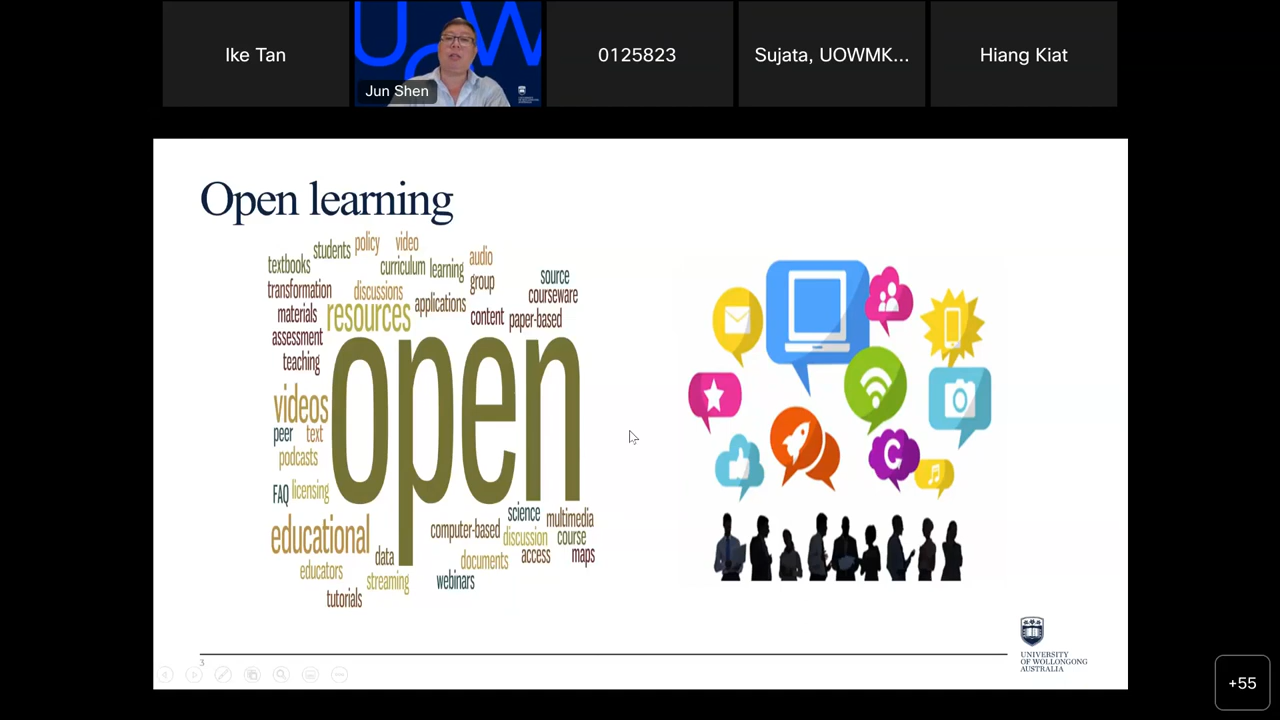 Ike Tan
UOW
Jun Shen
0125823
Sujata, UOWMK...
Hiang Kiat
Open learning
students
policy
video
audio
textbooks
curriculum
learning
group
source
transformation
discussions
courseware
materials
resources
applications
content
paper-based
assessment
teaching
open
videos
peer
text
podcasts
FAQ
licensing
educational
computer-based
science
multimedia
discussion
course
data
documents
access
maps
educators
streaming
webinars
tutorials
C
3
UNIVERSITY
OF WOLLONGONG
AUSTRALIA
+55